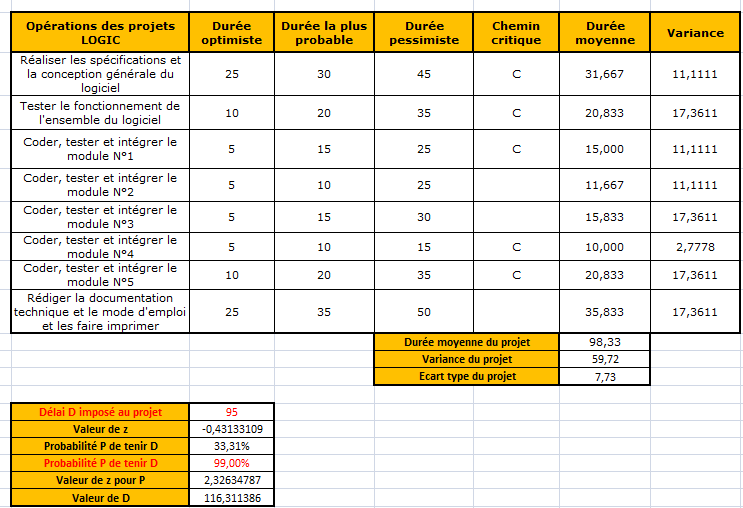 Opérations des projets LOGIC Durée optimiste Durée la plus probable Durée pessimiste Chemin critique Durée moyenne Variance
Réaliser les spécifications et la conception générale du logiciel 25 30 45 C 31,667 11,1111
Tester le fonctionnement de l'ensemble du logiciel 10 20 35 C 20,833 17,3611
Coder, tester et intégrer le module N°1 5 15 25 C 15,000 11,1111
Coder, tester et intégrer le module N°2 5 10 25 11,667 11,1111
Coder, tester et intégrer le module N°3 5 15 30 15,833 17,3611
Coder, tester et intégrer le module N°4 5 10 15 C 10,000 2,7778
Coder, tester et intégrer le module N°5 10 20 35 C 20,833 17,3611
Rédiger la documentation technique et le mode d'emploi et les faire imprimer 25 35 50 35,833 17,3611
Durée moyenne du projet 98,33
Variance du projet 59,72
Ecart type du projet 7,73
Délai D imposé au projet 95
Valeur de z -0,43133109
Probabilité P de tenir D 33,31%
Probabilité P de tenir D 99,00%
Valeur de z pour P 2,32634787
Valeur de D 116,311386